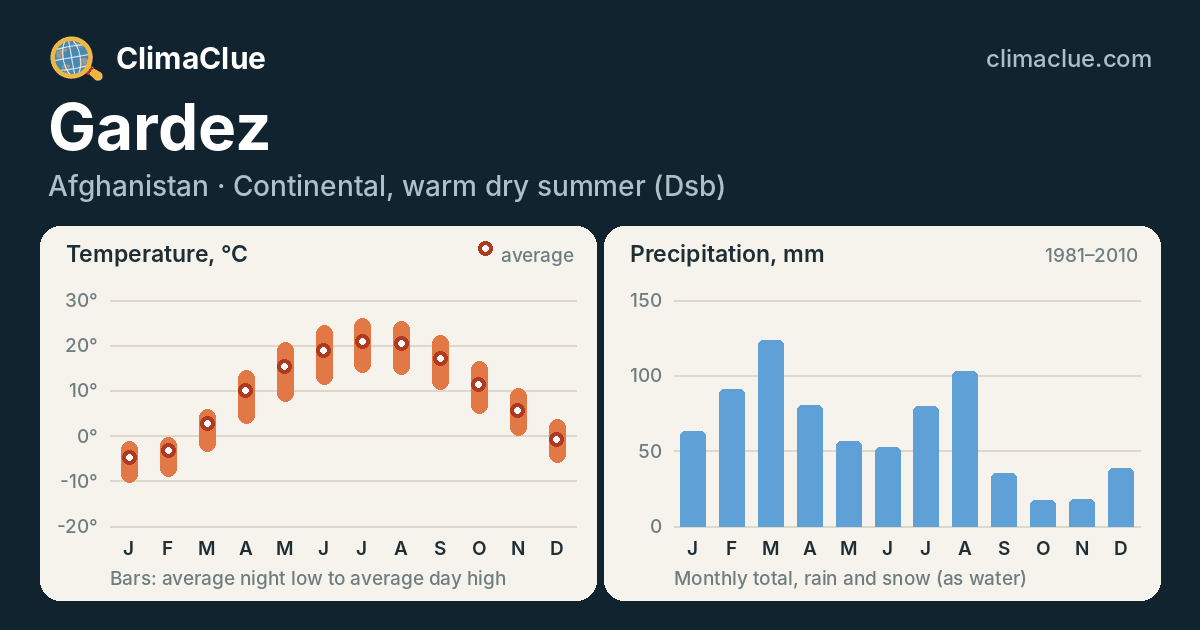 ClimaClue
climaclue.com
Gardez
Afghanistan · Continental, warm dry summer (Dsb)
Temperature, °C
average
30°
20°
10°
0°
-10°
-20°
J F M A M J J A S O N D
Bars: average night low to average day high
Precipitation, mm
1981–2010
150
100
50
0
J F M A M J J A S O N D
Monthly total, rain and snow (as water)